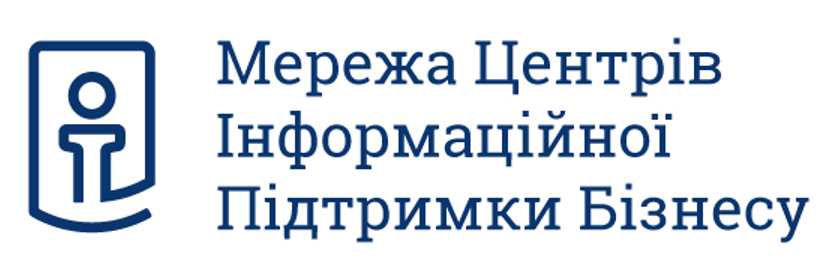 Мережа Центрів
Інформаційної
Підтримки Бізнесу